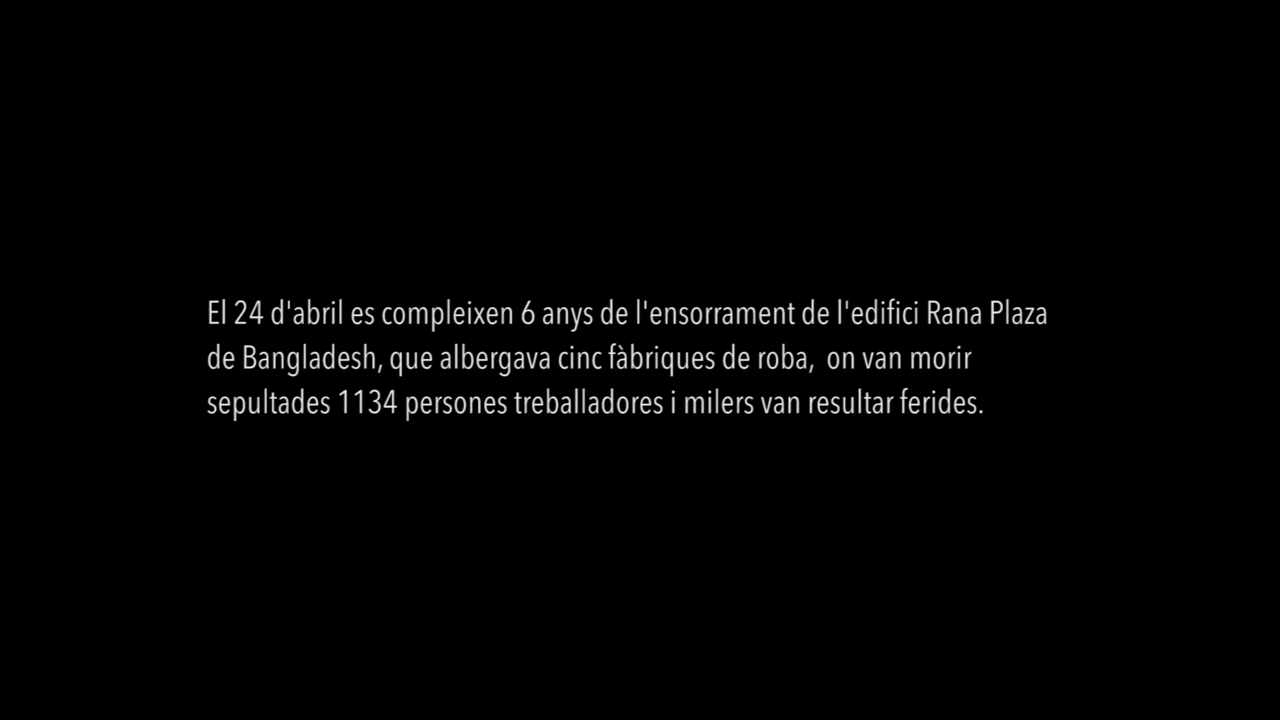 El 24 d'abril es compleixen 6 anys de l'ensorrament de l'edifici Rana Plaza
de Bangladesh, que albergava cinc fàbriques de roba,  on van morir
sepultades 1134 persones treballadores i milers van resultar ferides.